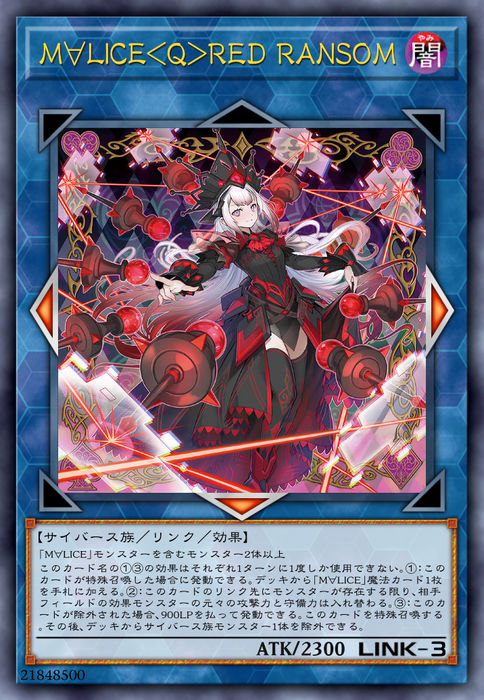 M∀LICE<Q>RED RANSOM
やみ
闇
【サイバース族／リンク／効果】
「M∀LICE」モンスターを含むモンスター2体以上
このカード名の①③の効果はそれぞれ1ターンに1度しか使用できない。①：この
カードが特殊召喚した場合に発動できる。デッキから「M∀LICE」魔法カード1枚
を手札に加える。②：このカードのリンク先にモンスターが存在する限り、相手
フィールドの効果モンスターの元々の攻撃力と守備力は入れ替わる。③：このカ
ードが除外された場合、900LPを払って発動できる。このカードを特殊召喚する。
その後、デッキからサイバース族モンスター1体を除外できる。
ATK/2300 LINK-3
21848500